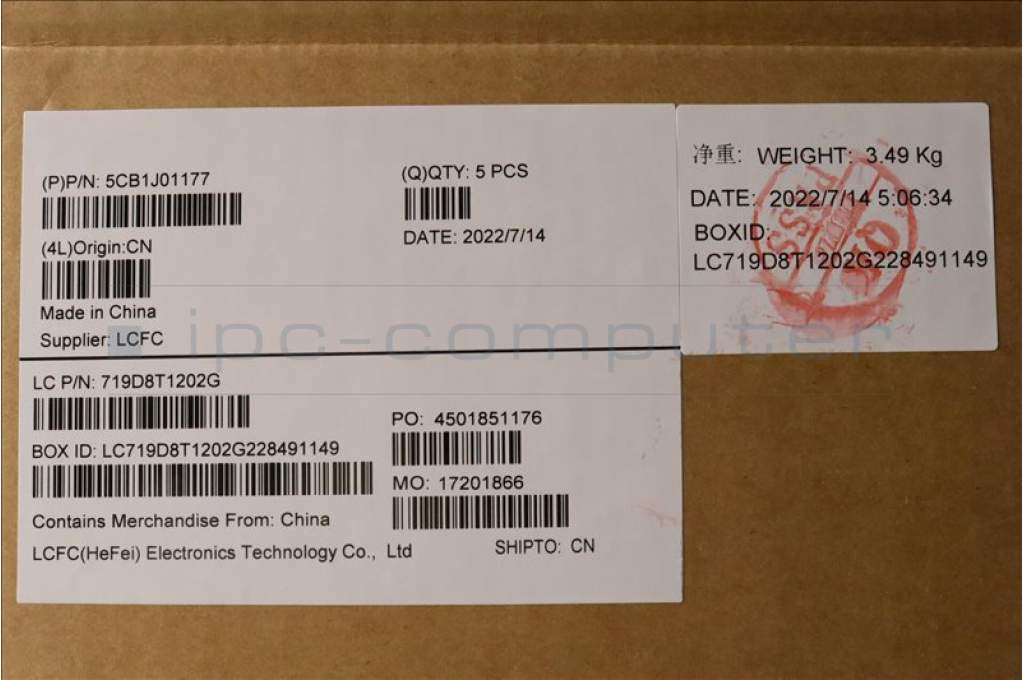 (P)P/N: 5CB1J01177
(Q)QTY: 5 PCS
(4L)Origin:CN
DATE: 2022/7/14
Made in China
Supplier: LCFC
净重: WEIGHT: 3.49 Kg
DATE: 2022/7/14 5:06:34
BOXID:
LC719D8T1202G228491149
ipc-computer
LC P/N: 719D8T1202G
PO: 4501851176
BOX ID: LC719D8T1202G228491149
MO: 17201866
Contains Merchandise From: China
LCFC(HeFei) Electronics Technology Co., Ltd
SHIPTO: CN